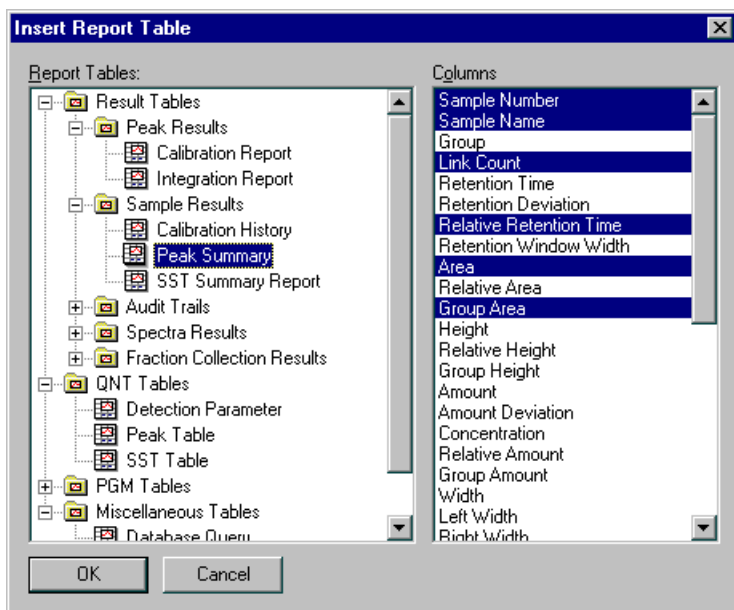 Insert Report Table
Report Tables:
Result Tables
Peak Results
Calibration Report
Integration Report
Sample Results
Calibration History
Peak Summary
SST Summary Report
Audit Trails
Spectra Results
Fraction Collection Results
QNT Tables
Detection Parameter
Peak Table
SST Table
PGM Tables
Miscellaneous Tables
Database Query
Columns
Sample Number
Sample Name
Group
Link Count
Retention Time
Retention Deviation
Relative Retention Time
Retention Window Width
Area
Relative Area
Group Area
Height
Relative Height
Group Height
Amount
Amount Deviation
Concentration
Relative Amount
Group Amount
Width
Left Width
Right Width
OK
Cancel